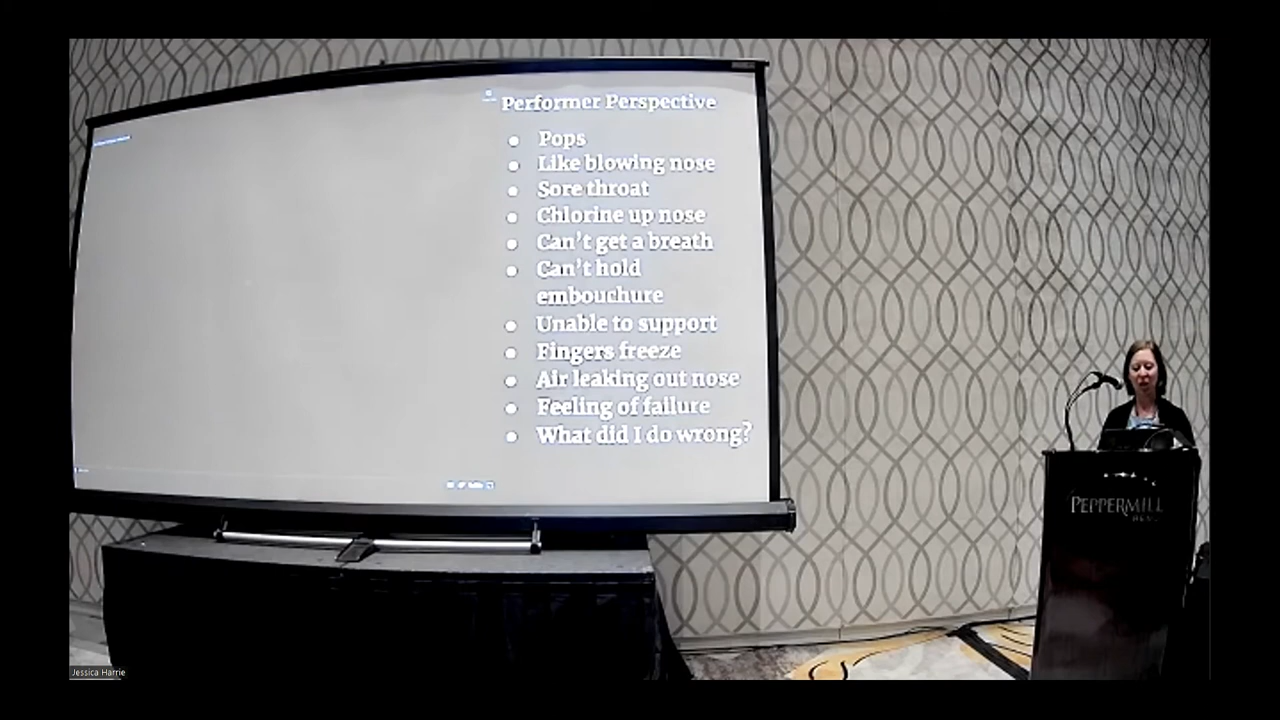 Performer Perspective
● Pops
● Like blowing nose
● Sore throat
● Chlorine up nose
● Can't get a breath
● Can't hold
embouchure
● Unable to support
● Fingers freeze
● Air leaking out nose
● Feeling of failure
● What did I do wrong?
PEPPERMILL
Jessica Harrie